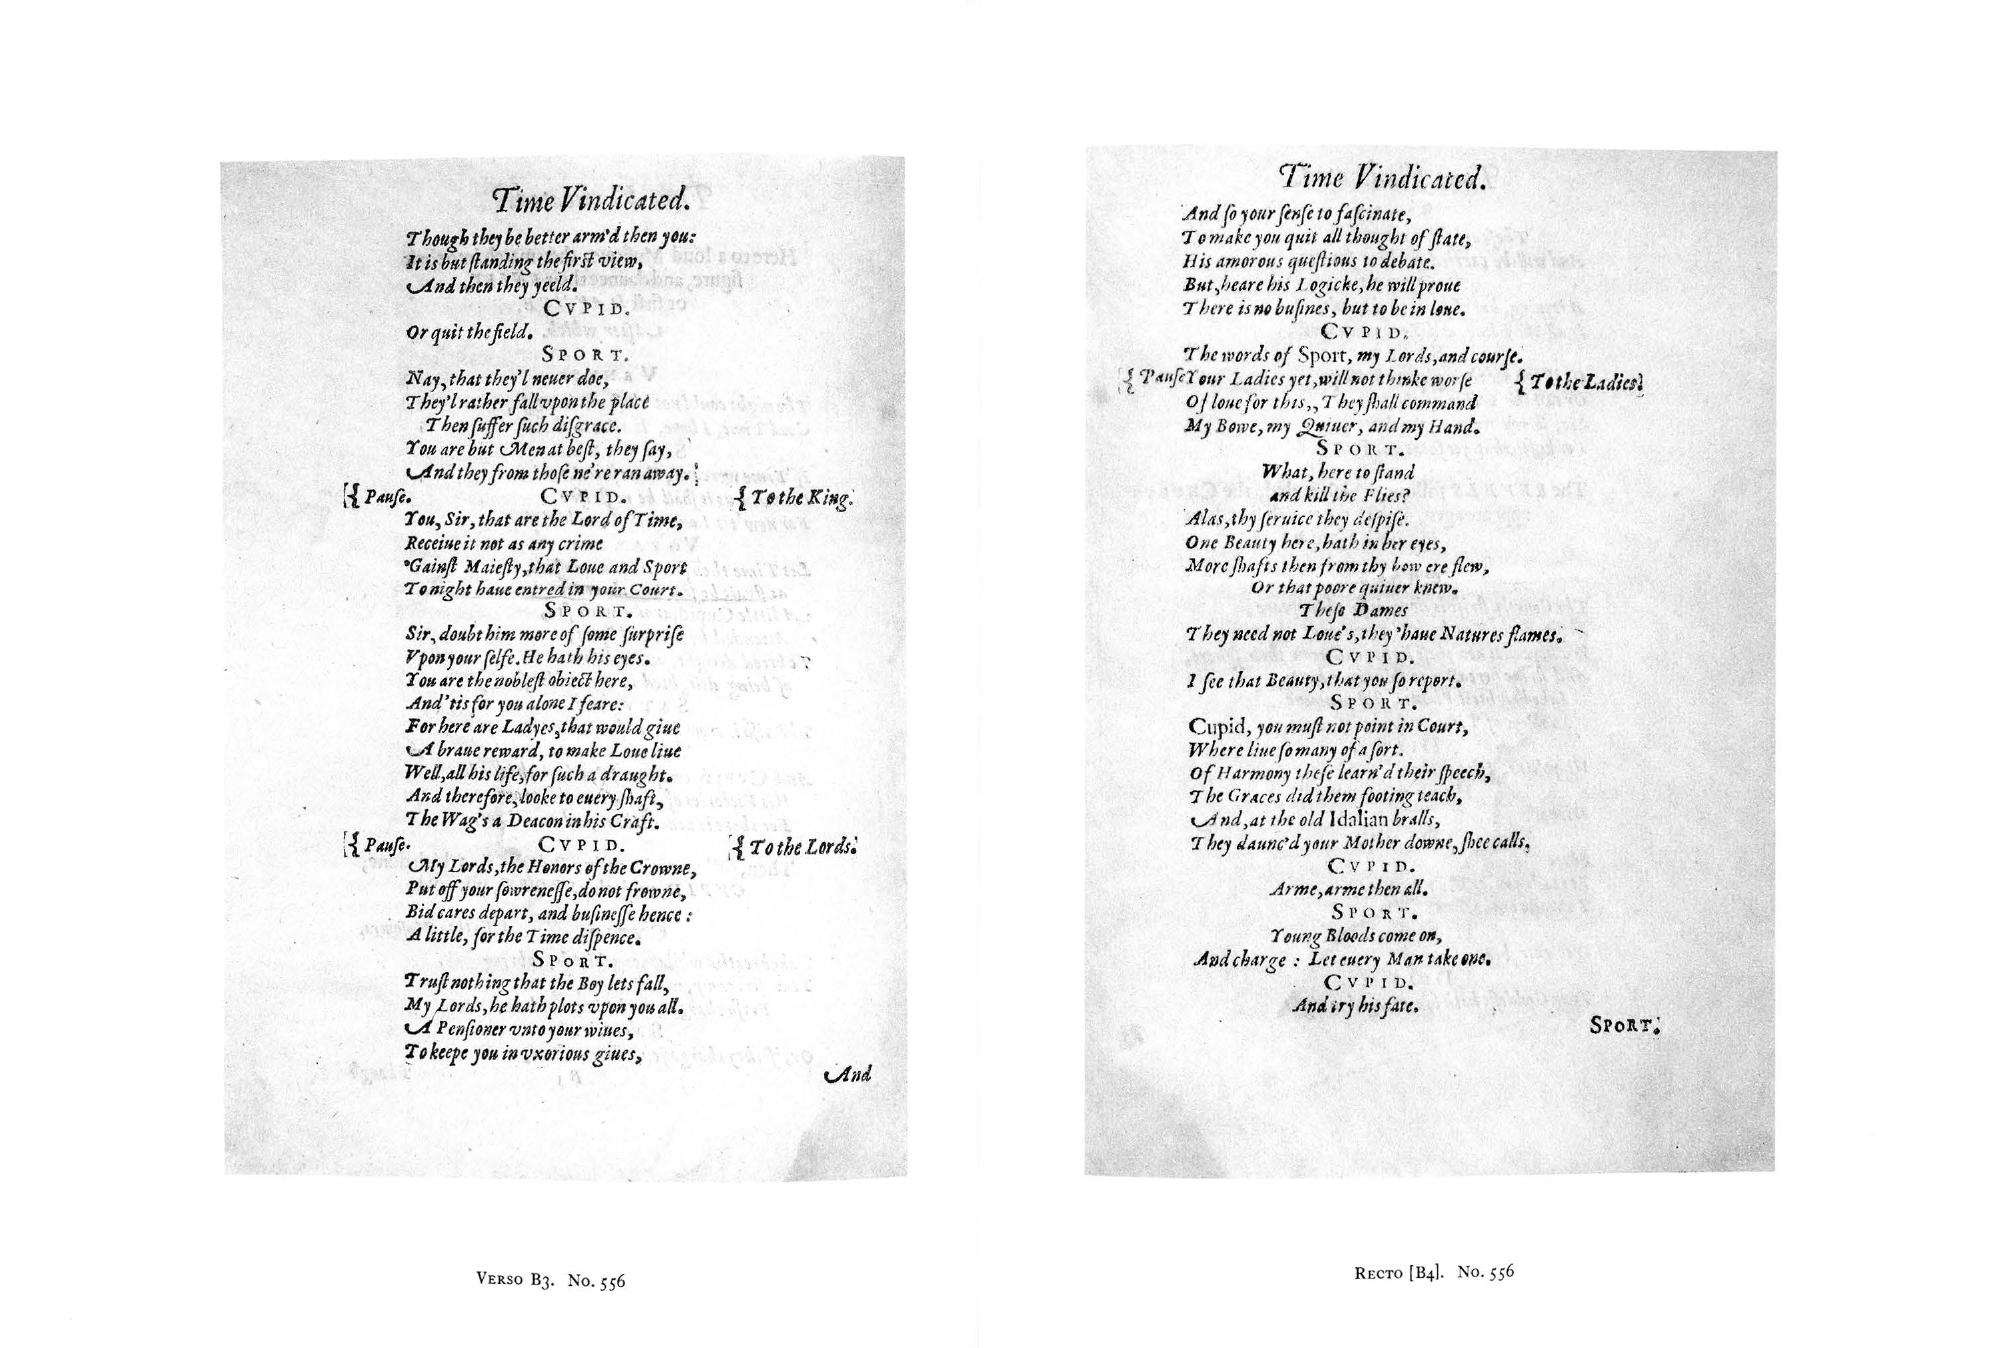 Time Vindicated.
Though they be better arm'd then you:
It is but ſtanding the firſt view,
And then they yeeld.
CVPID.
Or quit the field.
SPORT.
Nay, that they'l neuer doe,
They'l rather fall vpon the place
Then ſuffer ſuch diſgrace.
You are but Men at beſt, they ſay,
And they from thoſe ne're ran away.
[{ Pauſe. CVPID. { To the King.
You, Sir, that are the Lord of Time,
Receiue it not as any crime
'Gainſt Maieſty, that Loue and Sport
To night haue entred in your Court.
SPORT.
Sir, doubt him more of ſome ſurpriſe
Vpon your ſelfe. He hath his eyes.
You are the nobleſt obiect here,
And 'tis for you alone I feare:
For here are Ladyes, that would giue
A braue reward, to make Loue liue
Well, all his life, for ſuch a draught.
And therefore, looke to euery ſhaft,
The Wag's a Deacon in his Craft.
[{ Pauſe. CVPID. { To the Lords.
My Lords, the Honors of the Crowne,
Put off your ſowreneſſe, do not frowne,
Bid cares depart, and buſineſſe hence :
A little, for the Time diſpence.
SPORT.
Truſt nothing that the Boy lets fall,
My Lords, he hath plots vpon you all.
A Penſioner vnto your wiues,
To keepe you in vxorious giues,
And
VERSO B3. No. 556
Time Vindicated.
And ſo your ſenſe to faſcinate,
To make you quit all thought of ſtate,
His amorous queſtions to debate.
But, heare his Logicke, he will proue
There is no buſines, but to be in loue.
CVPID.
The words of Sport, my Lords, and courſe.
{ Pauſe Your Ladies yet, will not thinke worſe { To the Ladies.
Of loue for this,, They ſhall command
My Bowe, my Quiuer, and my Hand.
SPORT.
What, here to ſtand
and kill the Flies?
Alas, thy ſeruice they deſpiſe.
One Beauty here, hath in her eyes,
More ſhafts then from thy bow ere flew,
Or that poore quiuer knew.
Theſe Dames
They need not Loue's, they'haue Natures flames.
CVPID.
I ſee that Beauty, that you ſo report.
SPORT.
Cupid, you muſt not point in Court,
Where liue ſo many of a ſort.
Of Harmony theſe learn'd their ſpeech,
The Graces did them footing teach,
And, at the old Idalian bralls,
They daunc'd your Mother downe, ſhee calls.
CVPID.
Arme, arme then all.
SPORT.
Young Bloods come on,
And charge : Let euery Man take one.
CVPID.
And try his fate.
SPORT.
RECTO [B4]. No. 556